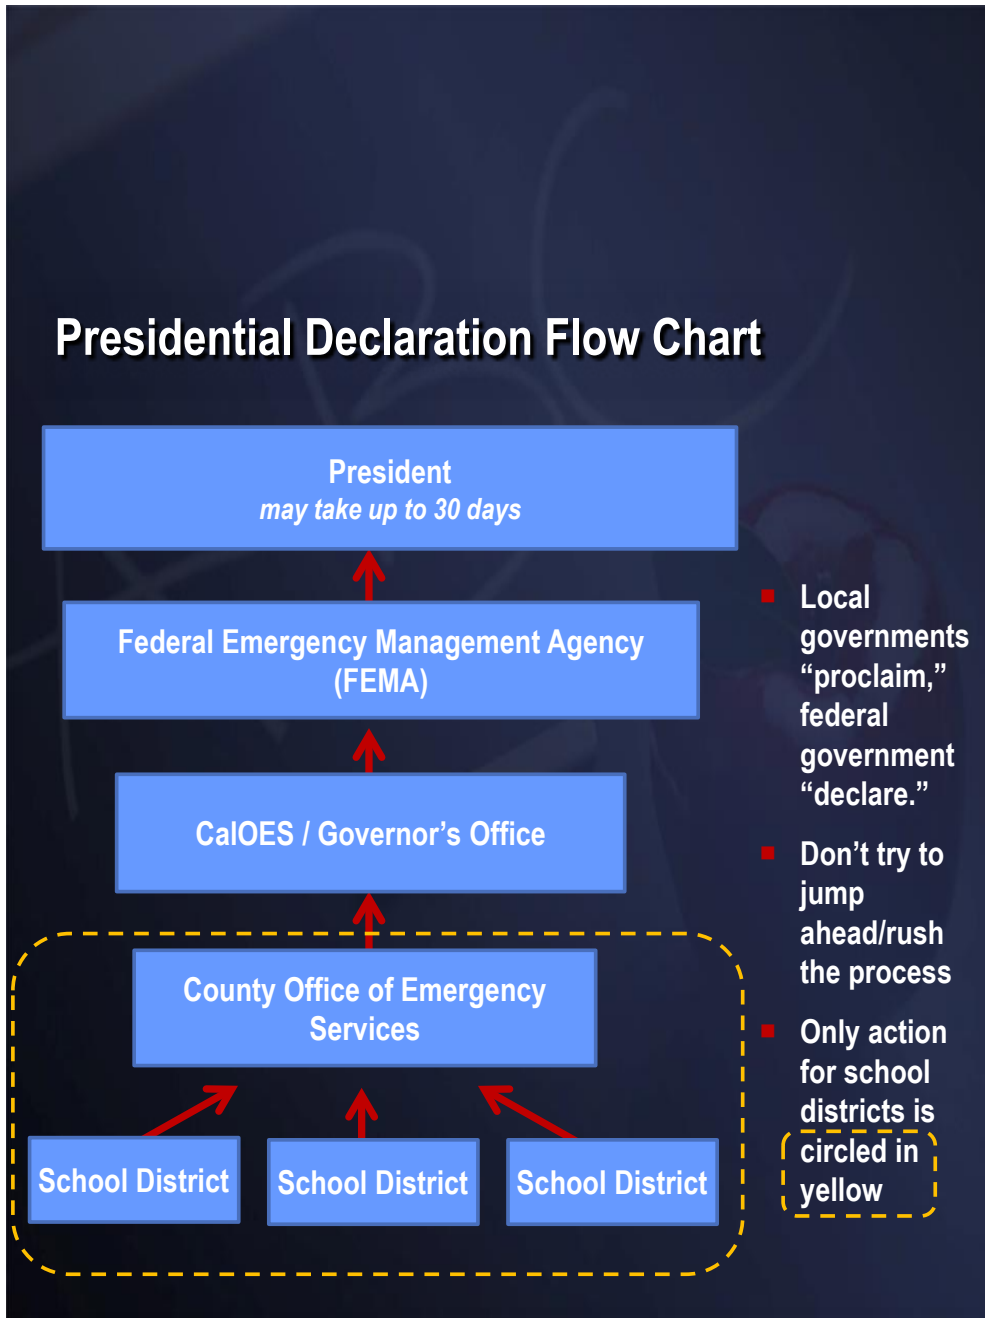 Presidential Declaration Flow Chart
President
may take up to 30 days
Federal Emergency Management Agency
(FEMA)
CalOES / Governor’s Office
County Office of Emergency
Services
School District
School District
School District
Local
governments
“proclaim,”
federal
government
“declare.”
Don’t try to
jump
ahead/rush
the process
Only action
for school
districts is
circled in
yellow